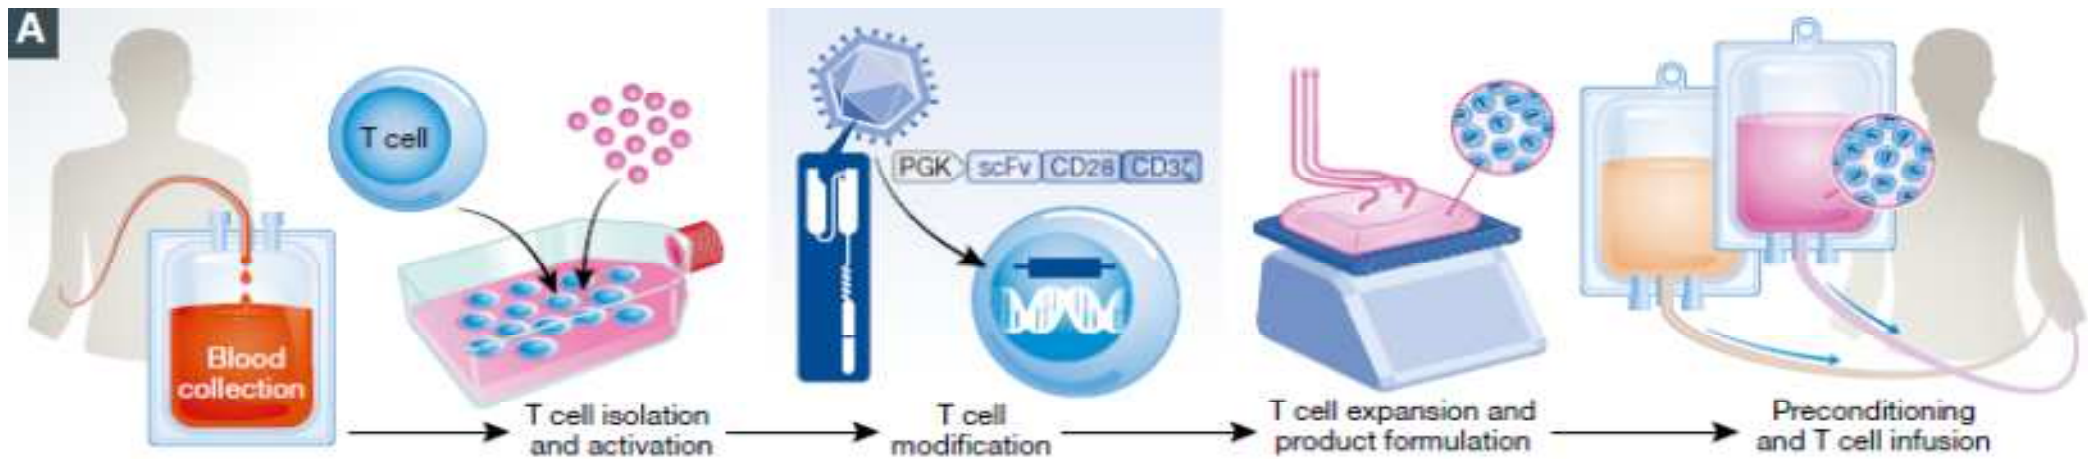 A
T cell
PGK
scFv
CD28
CD3ζ
Blood
collection
T cell isolation
and activation
T cell
modification
T cell expansion and
product formulation
Preconditioning
and T cell infusion